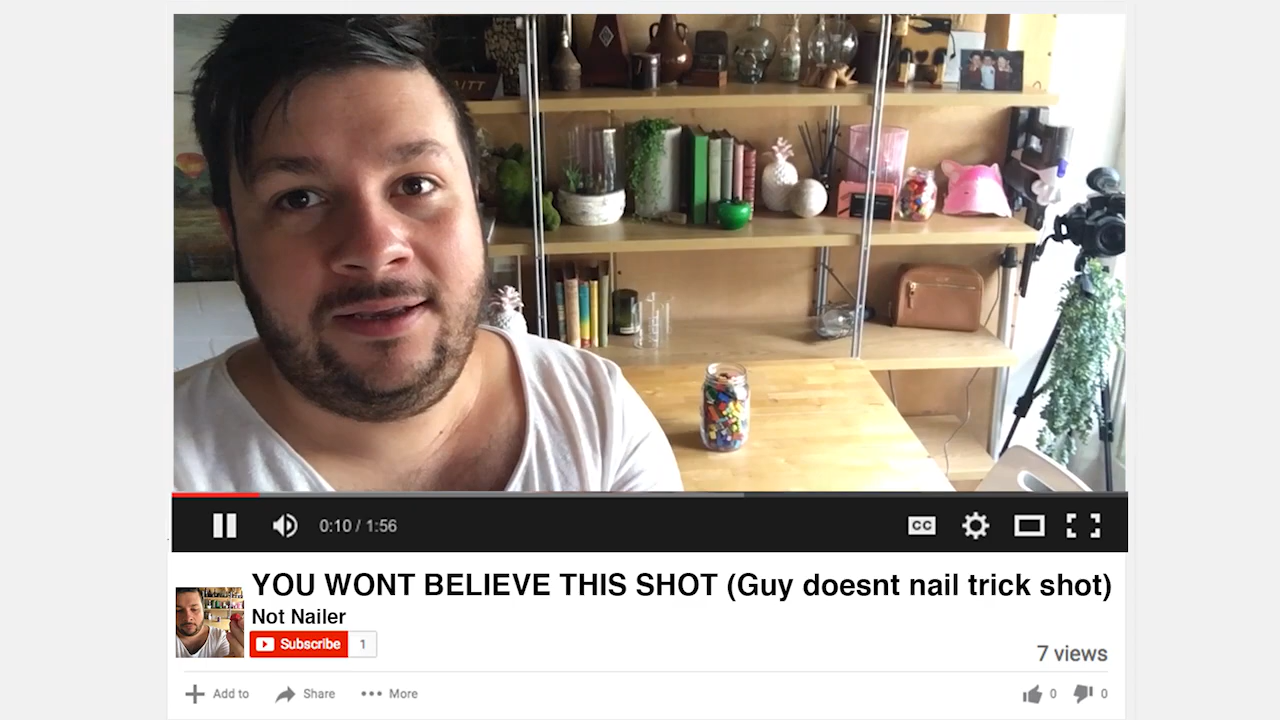 0:10 / 1:56
CC
YOU WONT BELIEVE THIS SHOT (Guy doesnt nail trick shot)
Not Nailer
Subscribe 1
7 views
Add to Share More 0 0